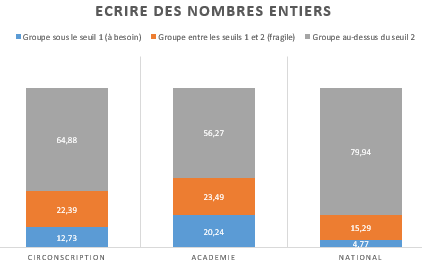 ECRIRE DES NOMBRES ENTIERS
Groupe sous le seuil 1 (à besoin) Groupe entre les seuils 1 et 2 (fragile) Groupe au-dessus du seuil 2
64,88 56,27 79,94
22,39 23,49 15,29
12,73 20,24 4,77
CIRCONSCRIPTION ACADEMIE NATIONAL